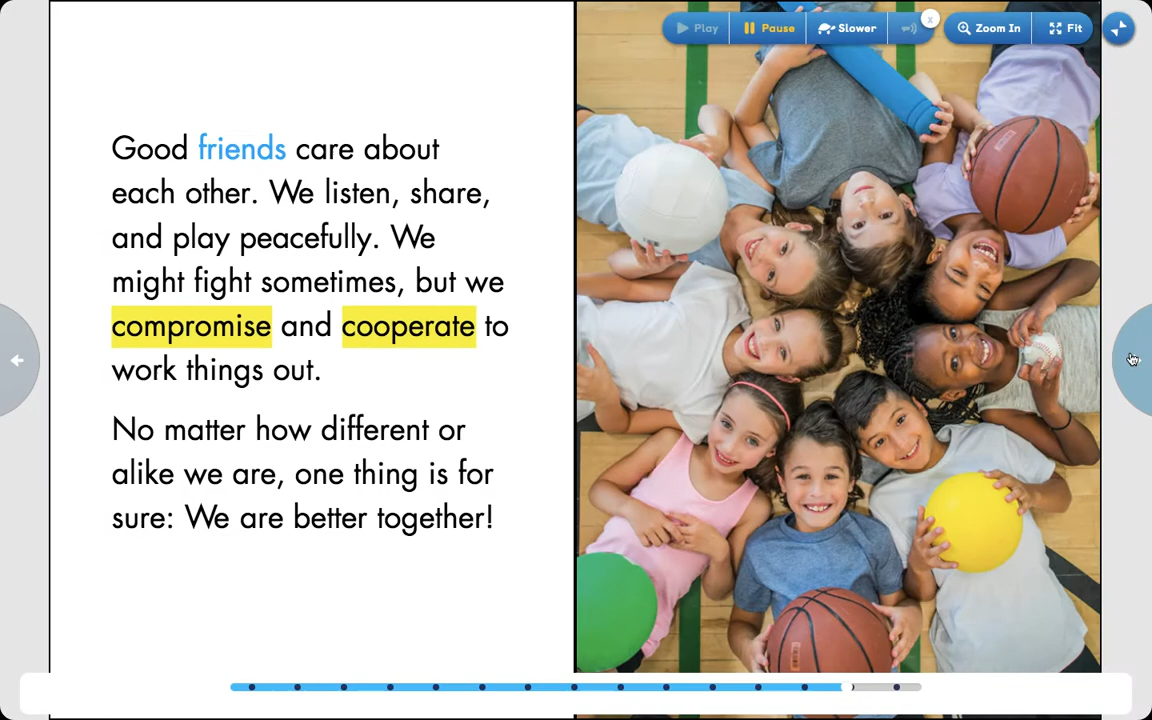 Play
Pause
Slower
x
Zoom In
Fit
Good friends care about
each other. We listen, share,
and play peacefully. We
might fight sometimes, but we
compromise and cooperate to
work things out.
No matter how different or
alike we are, one thing is for
sure: We are better together!